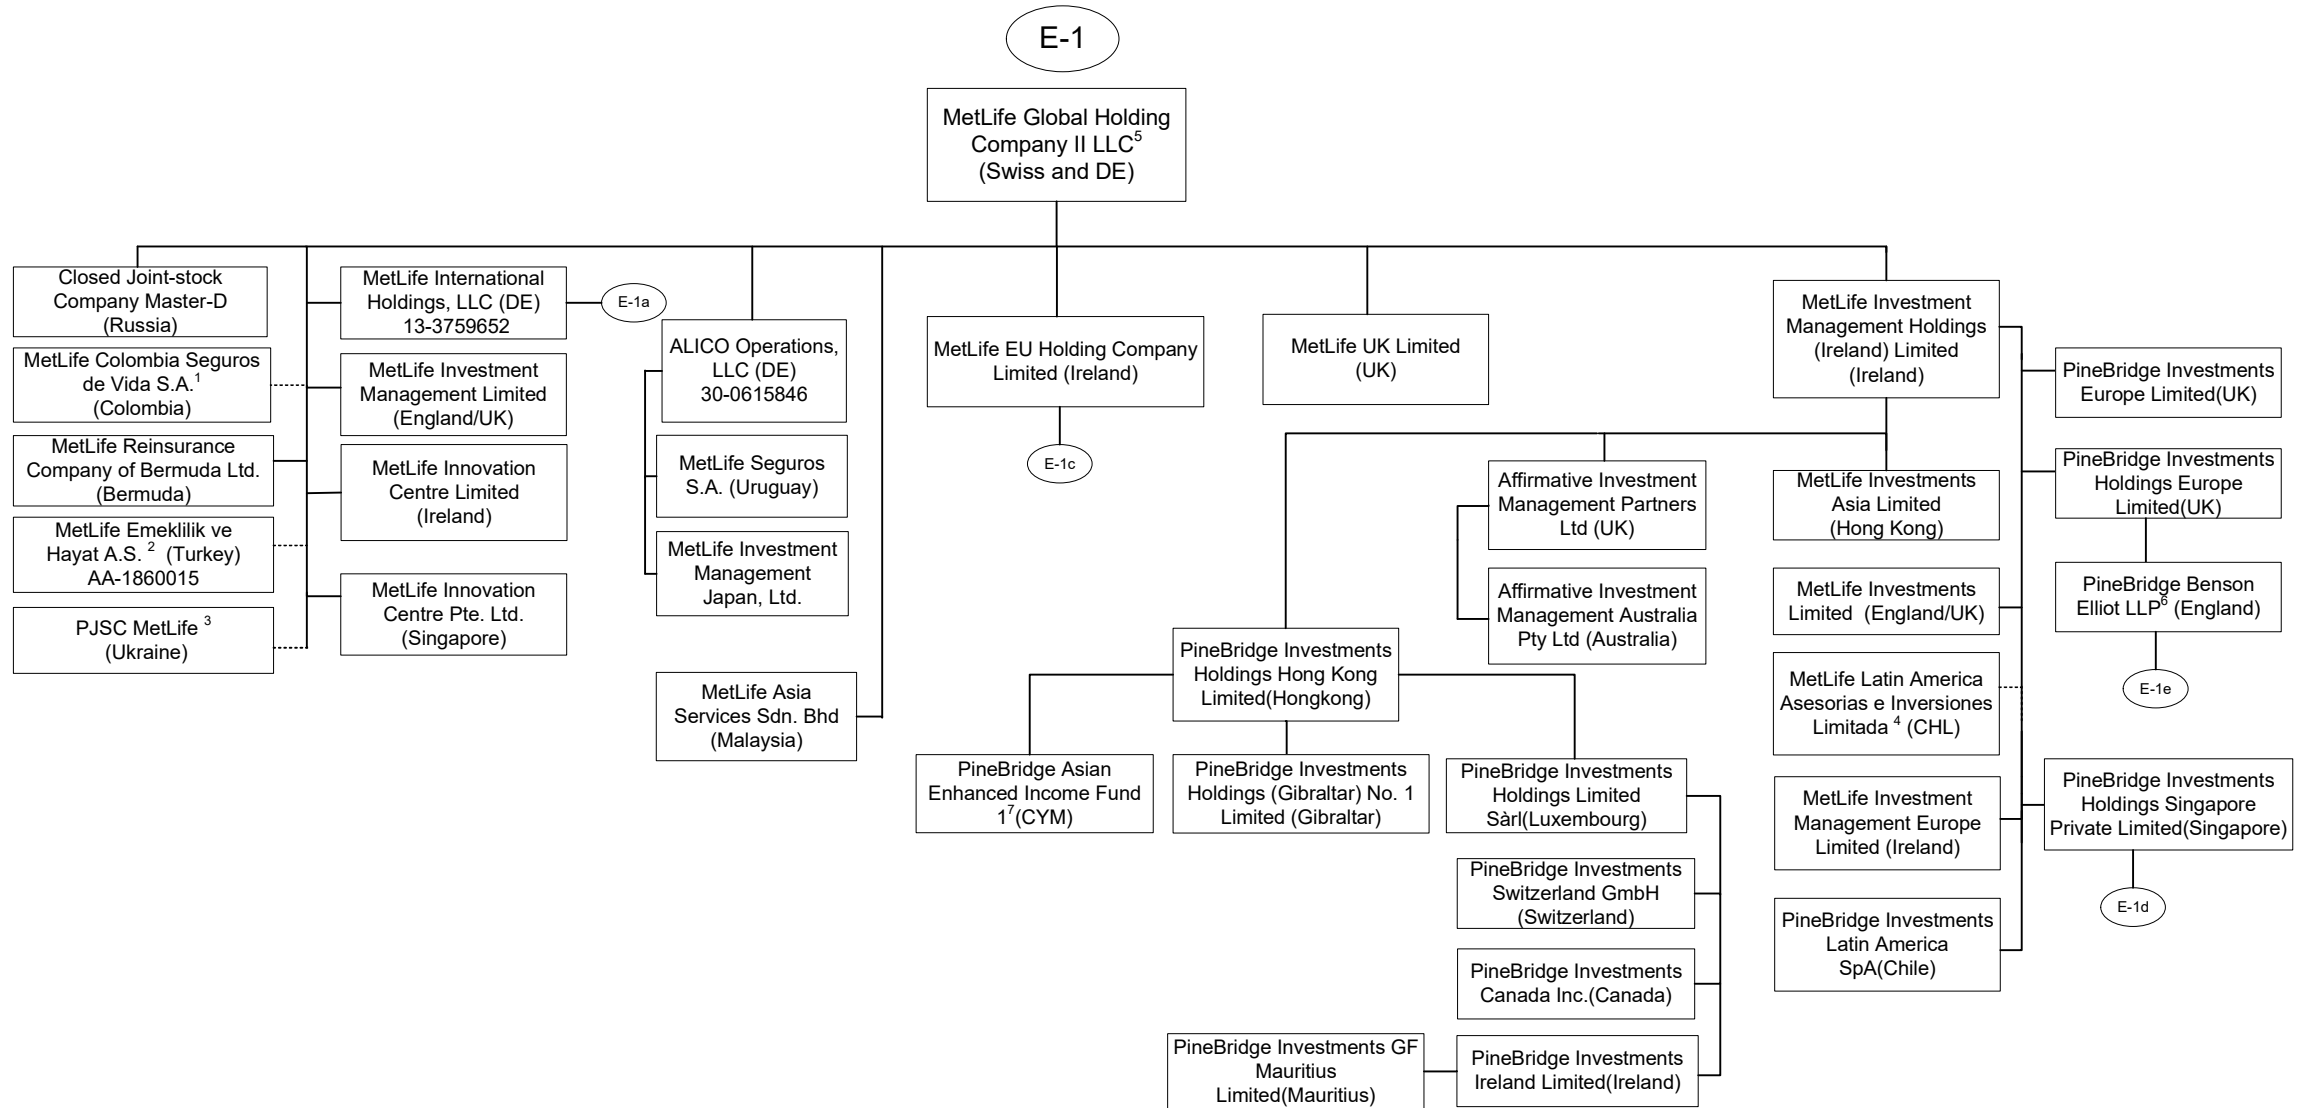 E-1
MetLife Global Holding
Company II LLC5
(Swiss and DE)
Closed Joint-stock
Company Master-D
(Russia)
MetLife Colombia Seguros
de Vida S.A.1
(Colombia)
MetLife Reinsurance
Company of Bermuda Ltd.
(Bermuda)
MetLife Emeklilik ve
Hayat A.S. 2 (Turkey)
AA-1860015
PJSC MetLife 3
(Ukraine)
MetLife International
Holdings, LLC (DE)
13-3759652
E-1a
MetLife Investment
Management Limited
(England/UK)
MetLife Innovation
Centre Limited
(Ireland)
MetLife Innovation
Centre Pte. Ltd.
(Singapore)
ALICO Operations,
LLC (DE)
30-0615846
MetLife Seguros
S.A. (Uruguay)
MetLife Investment
Management
Japan, Ltd.
MetLife Asia
Services Sdn. Bhd
(Malaysia)
MetLife EU Holding Company
Limited (Ireland)
E-1c
MetLife UK Limited
(UK)
MetLife Investment
Management Holdings
(Ireland) Limited
(Ireland)
Affirmative Investment
Management Partners
Ltd (UK)
Affirmative Investment
Management Australia
Pty Ltd (Australia)
PineBridge Investments
Holdings Hong Kong
Limited(Hongkong)
PineBridge Asian
Enhanced Income Fund
17(CYM)
PineBridge Investments
Holdings (Gibraltar) No. 1
Limited (Gibraltar)
PineBridge Investments
Holdings Limited
Sàrl(Luxembourg)
PineBridge Investments
Switzerland GmbH
(Switzerland)
PineBridge Investments
Canada Inc.(Canada)
PineBridge Investments GF
Mauritius
Limited(Mauritius)
PineBridge Investments
Ireland Limited(Ireland)
MetLife Investments
Asia Limited
(Hong Kong)
MetLife Investments
Limited (England/UK)
MetLife Latin America
Asesorias e Inversiones
Limitada 4 (CHL)
MetLife Investment
Management Europe
Limited (Ireland)
PineBridge Investments
Latin America
SpA(Chile)
PineBridge Investments
Europe Limited(UK)
PineBridge Investments
Holdings Europe
Limited(UK)
PineBridge Benson
Elliot LLP6 (England)
E-1e
PineBridge Investments
Holdings Singapore
Private Limited(Singapore)
E-1d